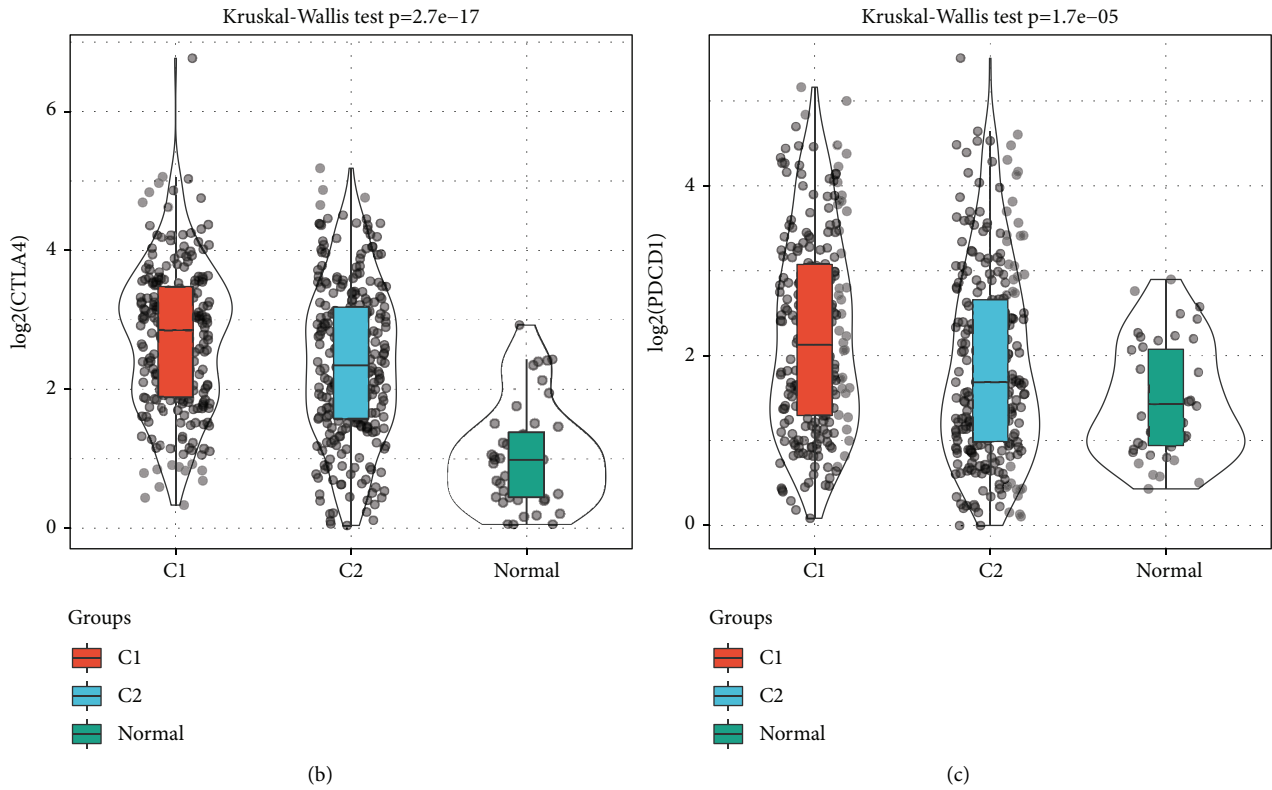 Kruskal-Wallis test p=2.7e−17
log2(CTLA4)
6
4
2
0
C1
C2
Normal
Groups
C1
C2
Normal
(b)
Kruskal-Wallis test p=1.7e−05
log2(PDCD1)
4
2
0
C1
C2
Normal
Groups
C1
C2
Normal
(c)